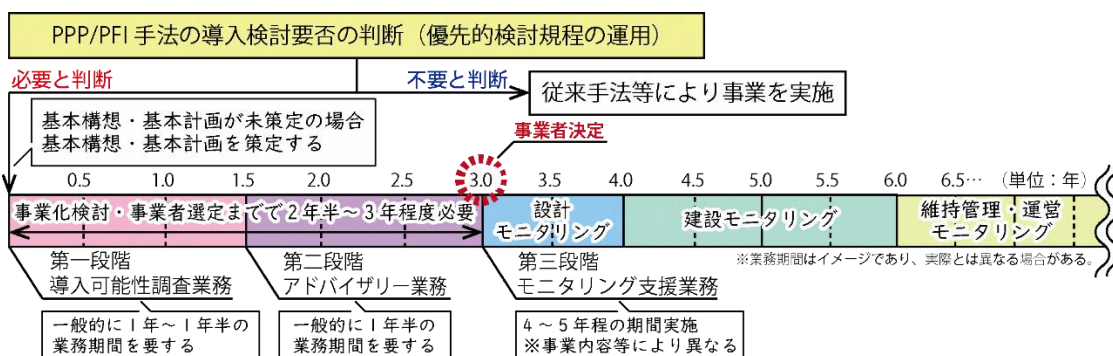 PPP/PFI 手法の導入検討要否の判断（優先的検討規程の運用）
必要と判断
不要と判断
従来手法等により事業を実施
基本構想・基本計画が未策定の場合
基本構想・基本計画を策定する
事業者決定
0.5 1.0 1.5 2.0 2.5 3.0 3.5 4.0 4.5 5.0 5.5 6.0 6.5… （単位：年）
事業化検討・事業者選定までで2年半～3年程度必要
設計
モニタリング
建設モニタリング
維持管理・運営
モニタリング
※業務期間はイメージであり、実際とは異なる場合がある。
第一段階
導入可能性調査業務
第二段階
アドバイザリー業務
第三段階
モニタリング支援業務
一般的に1年～1年半の
業務期間を要する
一般的に1年半の
業務期間を要する
4～5年程の期間実施
※事業内容等により異なる